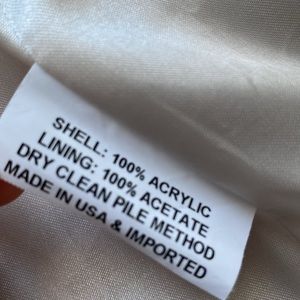 SHELL: 100% ACRYLIC
LINING: 100% ACETATE
DRY CLEAN PILE METHOD
MADE IN USA & IMPORTED